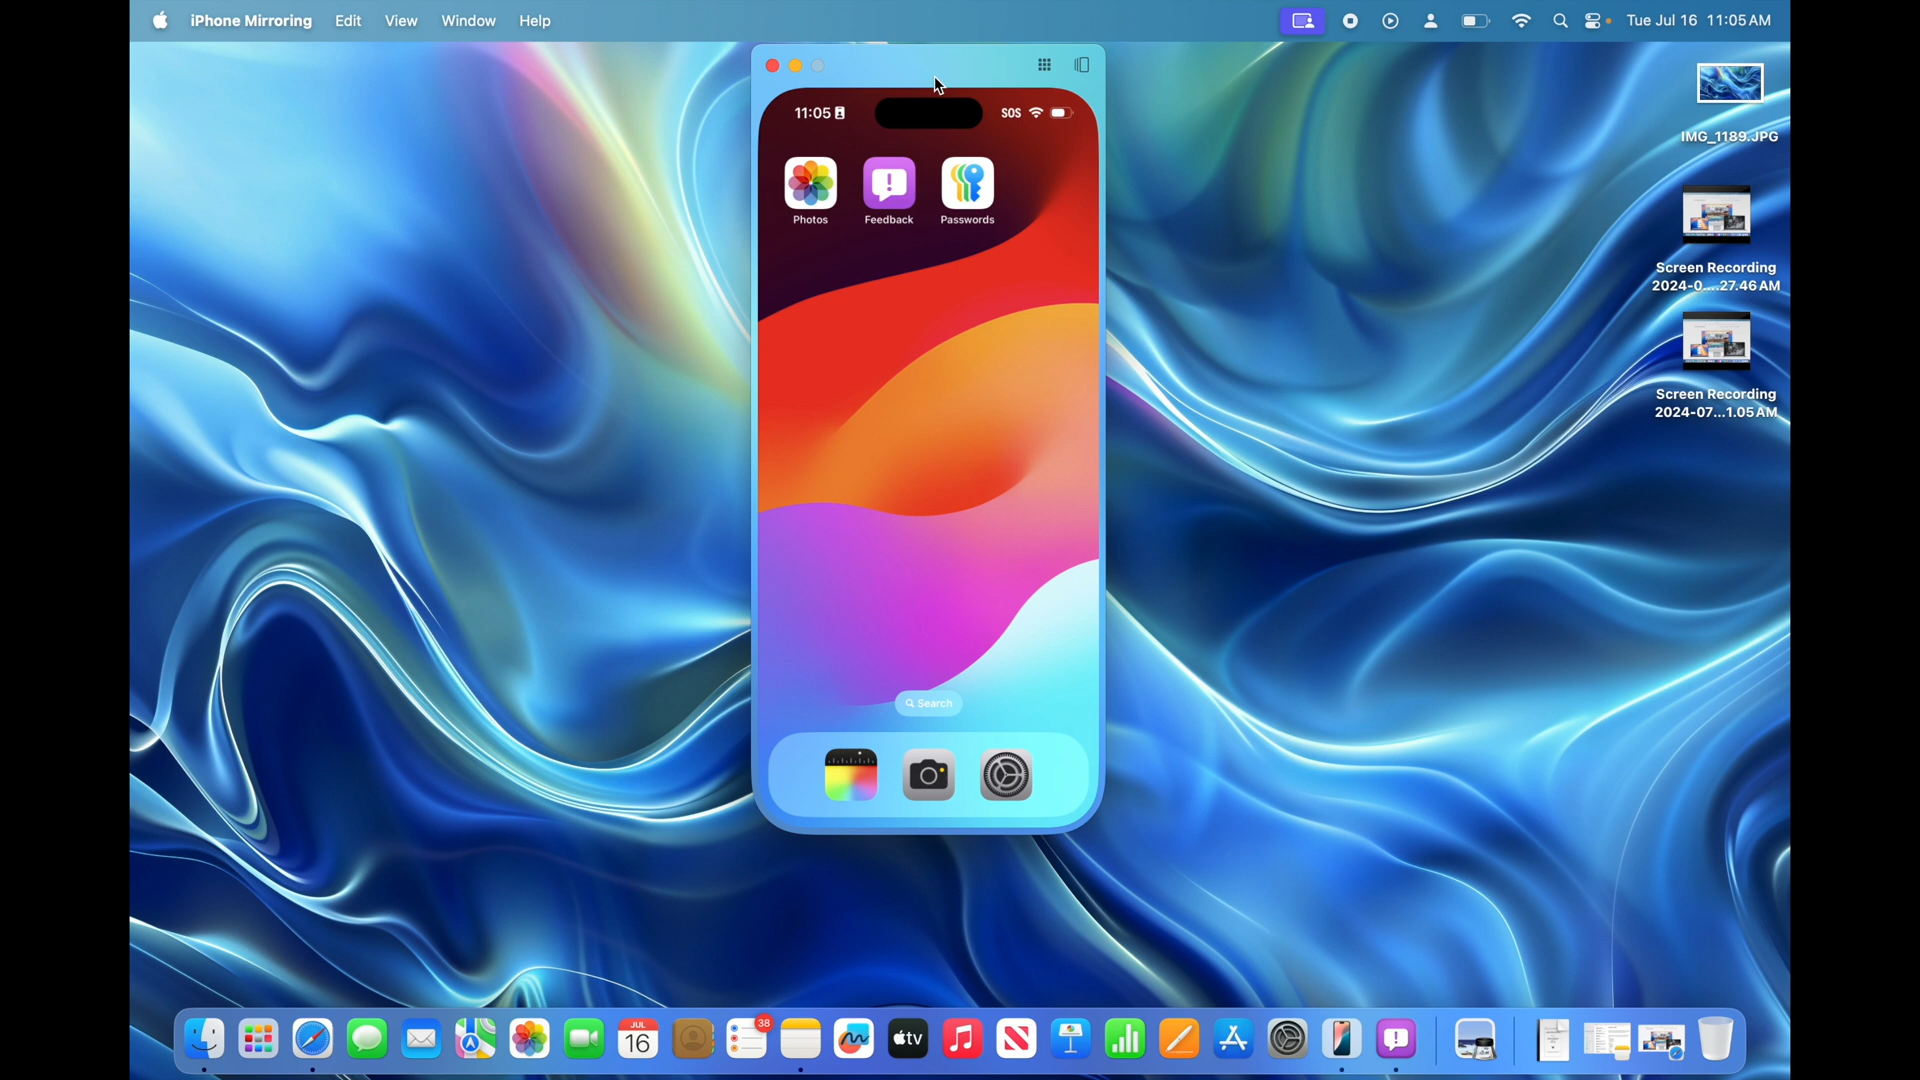 iPhone Mirroring Edit View Window Help Tue Jul 16 11:05 AM
11:05 SOS
Photos Feedback Passwords
Search
IMG_1189.JPG
Screen Recording
2024-0....27.46 AM
Screen Recording
2024-07...1.05 AM
JUL
16
38
tv